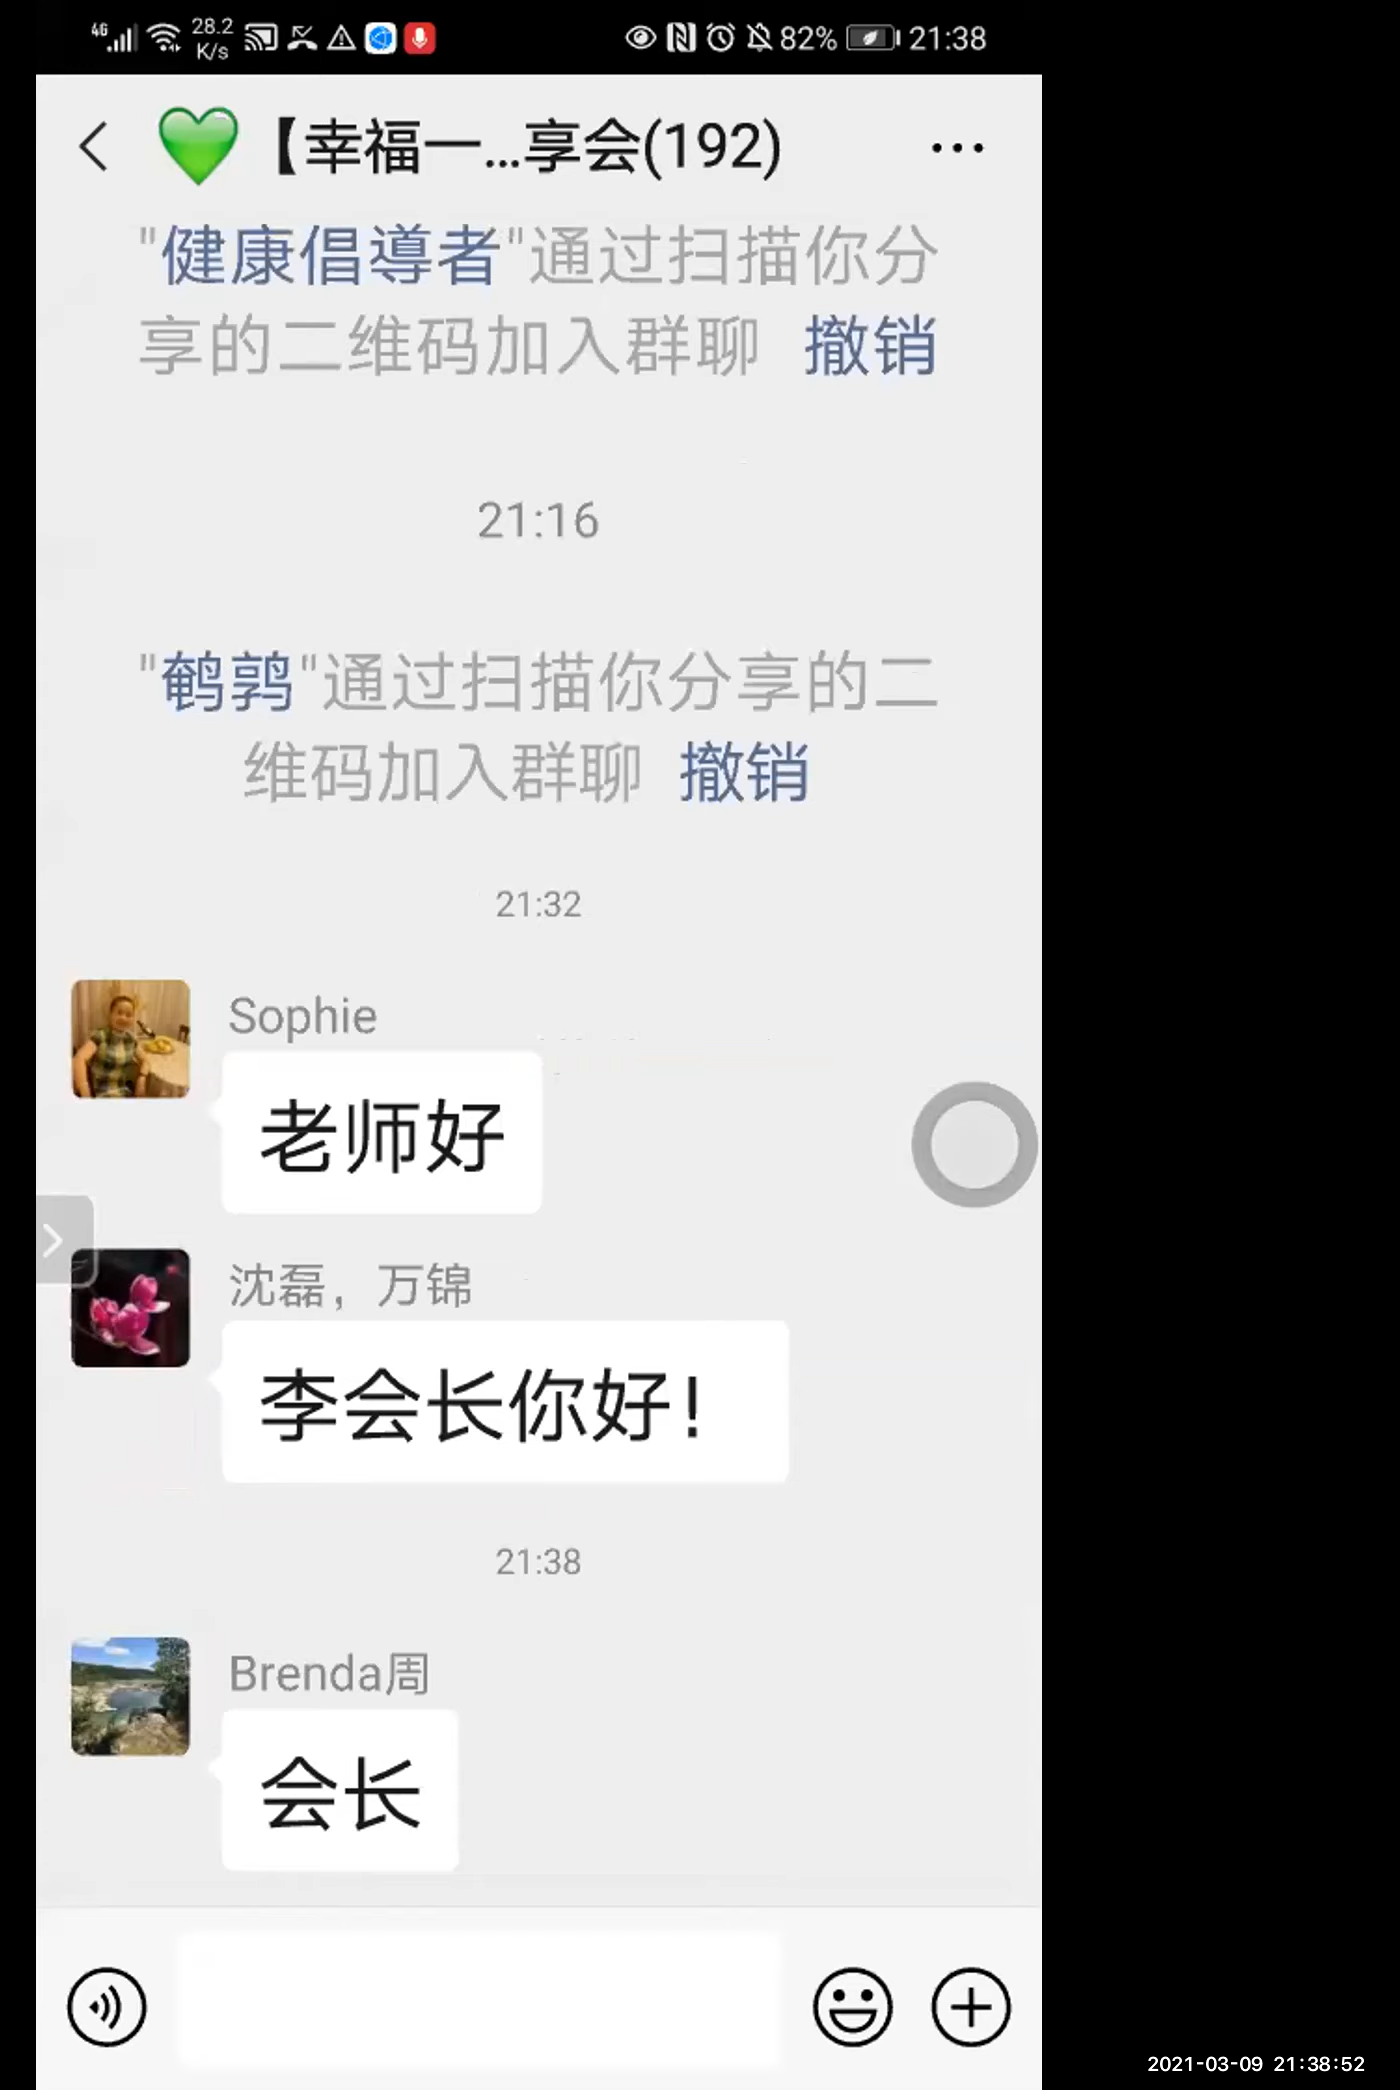 4G 28.2 K/s 82% 21:38
【幸福一...享会(192)
"健康倡導者"通过扫描你分
享的二维码加入群聊 撤销
21:16
"鹌鹑"通过扫描你分享的二
维码加入群聊 撤销
21:32
Sophie
老师好
沈磊，万锦
李会长你好!
21:38
Brenda周
会长
2021-03-09 21:38:52